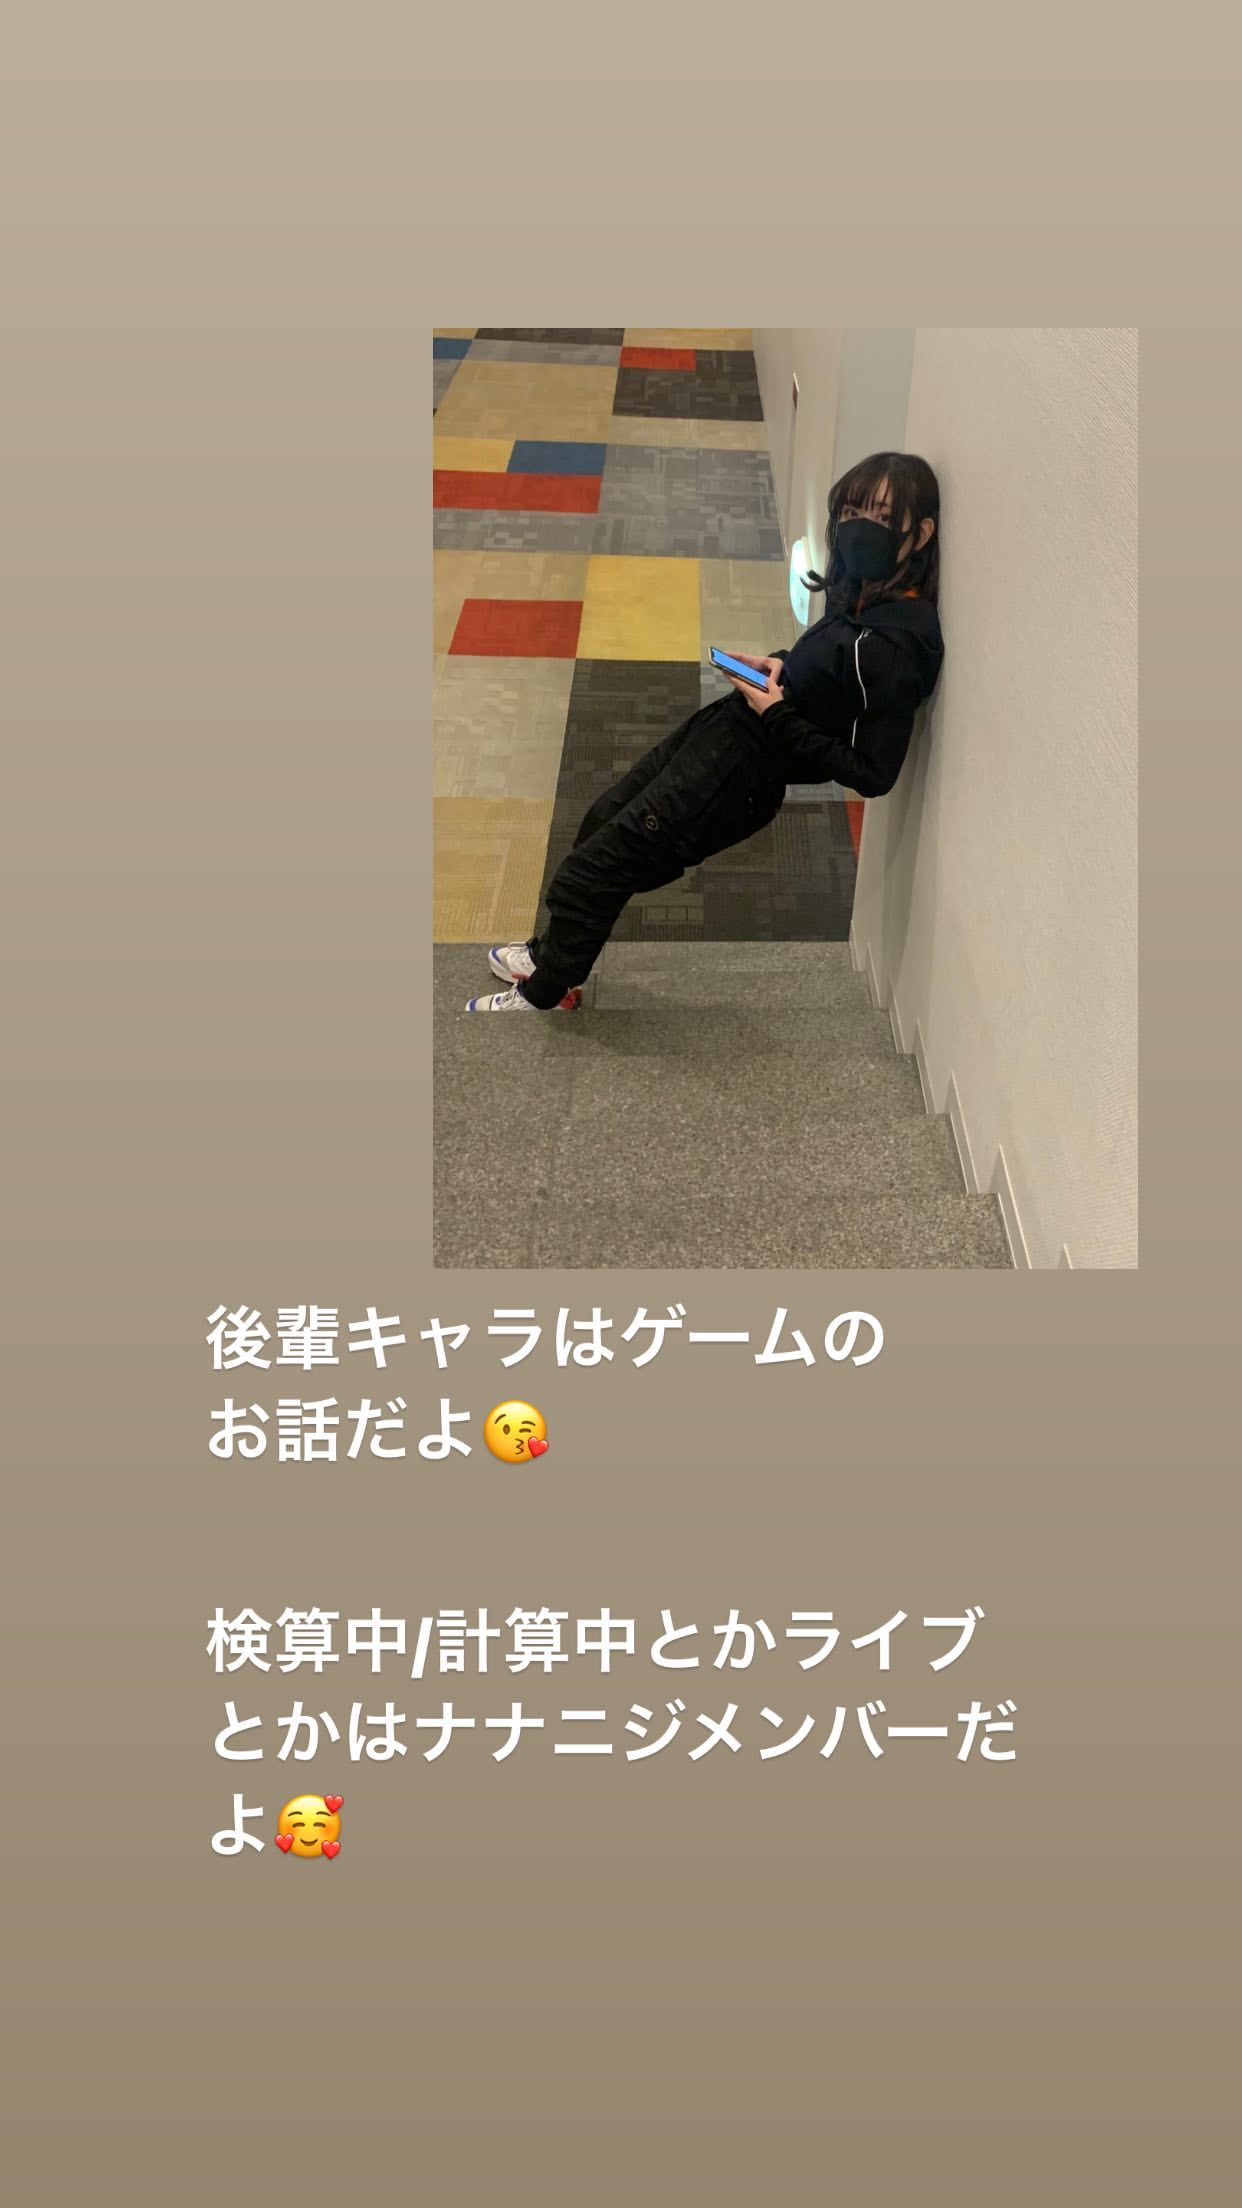 後輩キャラはゲームの
お話だよ😘
検算中/計算中とかライブ
とかはナナニジメンバーだ
よ🥰